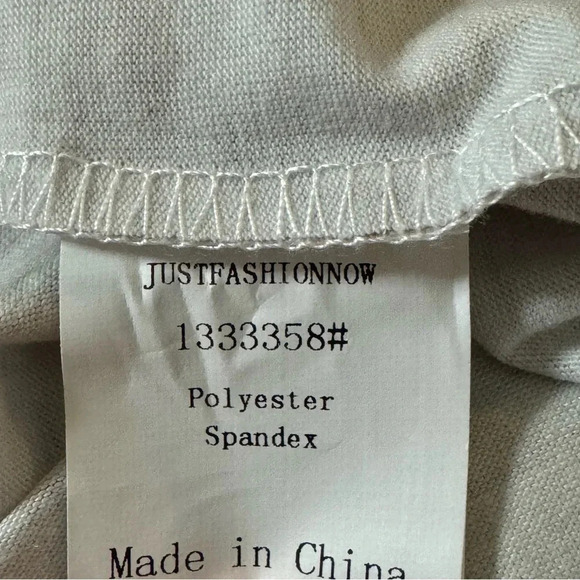 JUSTFASHIONNOW
1333358#
Polyester
Spandex
Made in China